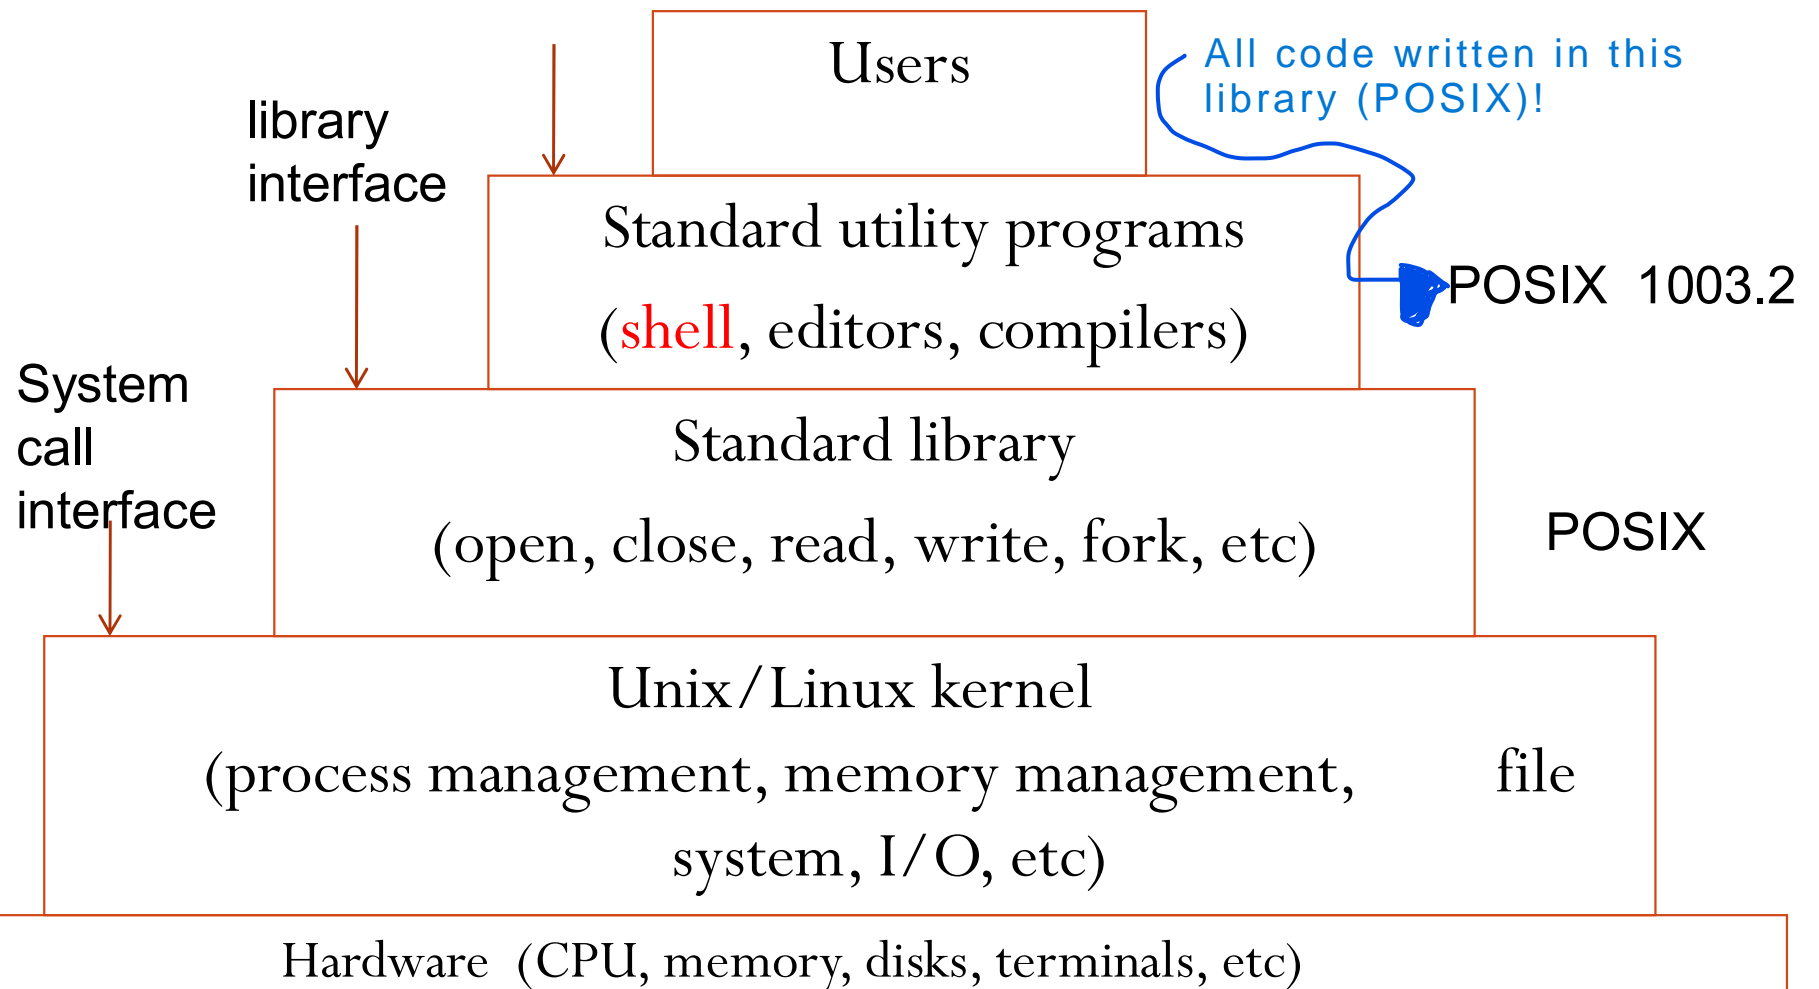 Users
All code written in this
library (POSIX)!
library
interface
Standard utility programs
(shell, editors, compilers)
POSIX 1003.2
System
call
interface
Standard library
(open, close, read, write, fork, etc)
POSIX
Unix/Linux kernel
(process management, memory management, file
system, I/O, etc)
Hardware (CPU, memory, disks, terminals, etc)